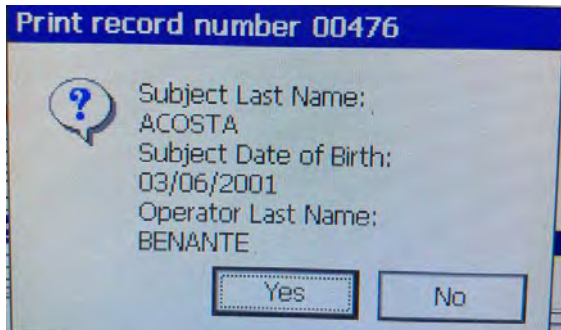 Print record number 00476
?
Subject Last Name:
ACOSTA
Subject Date of Birth:
03/06/2001
Operator Last Name:
BENANTE
Yes
No